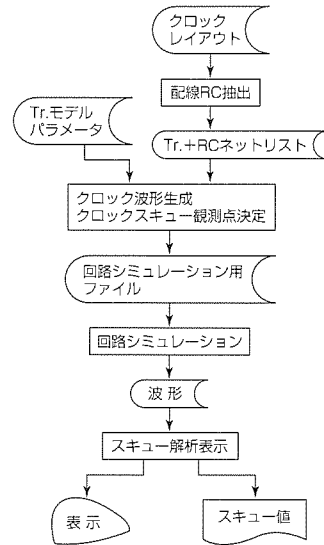 クロック
レイアウト
配線RC抽出
Tr.モデル
パラメータ
Tr.+RCネットリスト
クロック波形生成
クロックスキュー観測点決定
回路シミュレーション用
ファイル
回路シミュレーション
波 形
スキュー解析表示
表 示
スキュー値